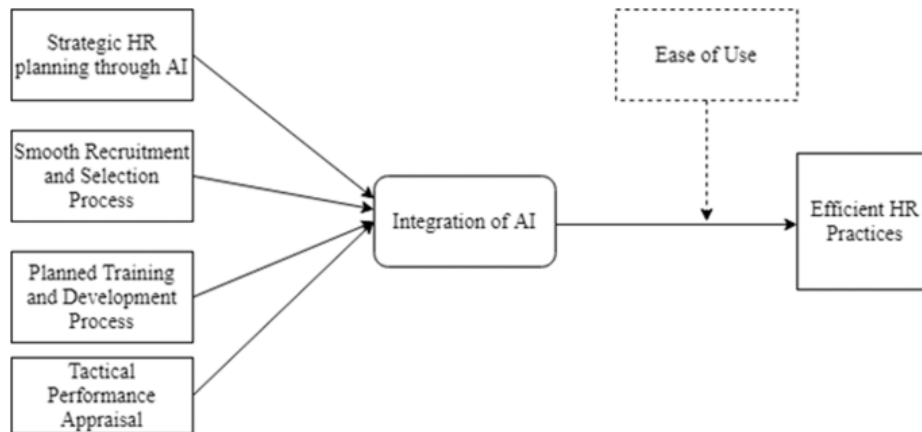 Strategic HR
planning through AI
Ease of Use
Smooth Recruitment
and Selection
Process
Integration of AI
Efficient HR
Practices
Planned Training
and Development
Process
Tactical
Performance
Appraisal